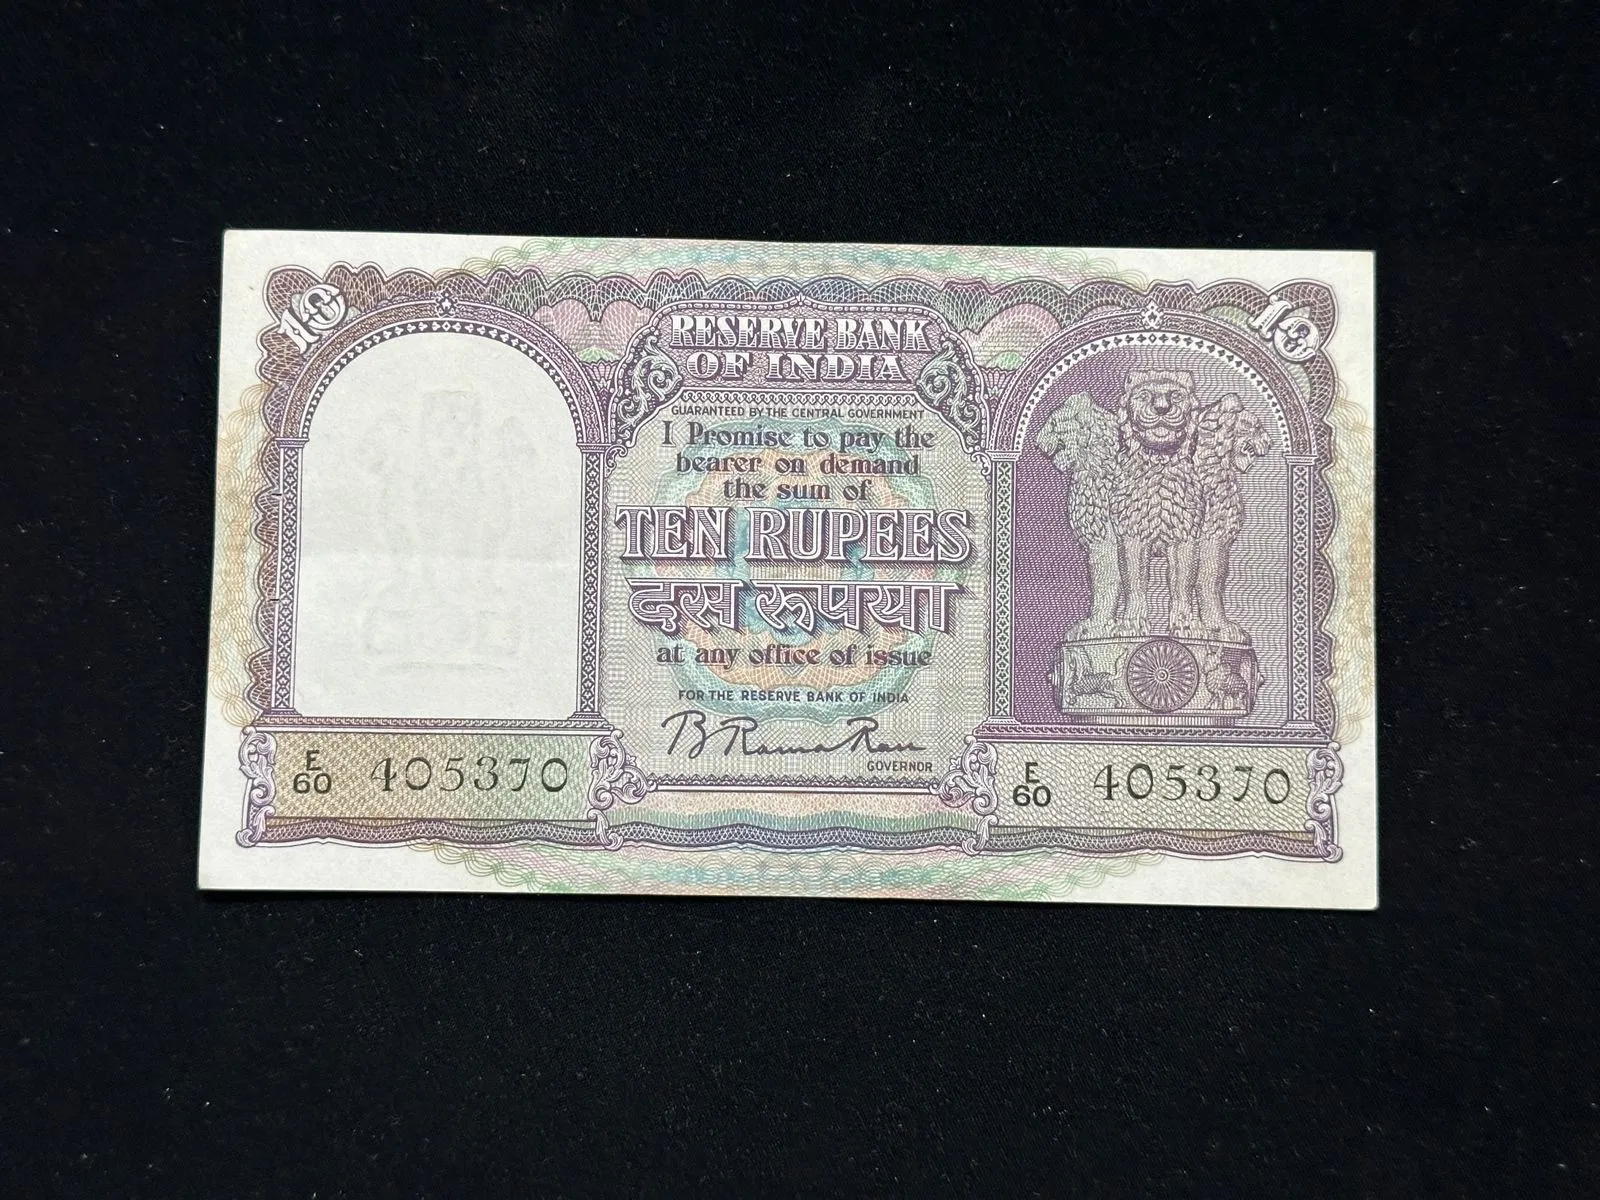 10
10
RESERVE BANK
OF INDIA
GUARANTEED BY THE CENTRAL GOVERNMENT
I Promise to pay the
bearer on demand
the sum of
TEN RUPEES
दस रूपया
at any office of issue
FOR THE RESERVE BANK OF INDIA
B Rama Rau
GOVERNOR
E
60 405370
E
60 405370